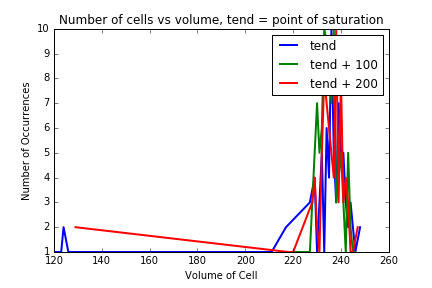 Number of cells vs volume, tend = point of saturation
10
9
8
7
6
5
4
3
2
1
Number of Occurrences
tend
tend + 100
tend + 200
120 140 160 180 200 220 240 260
Volume of Cell